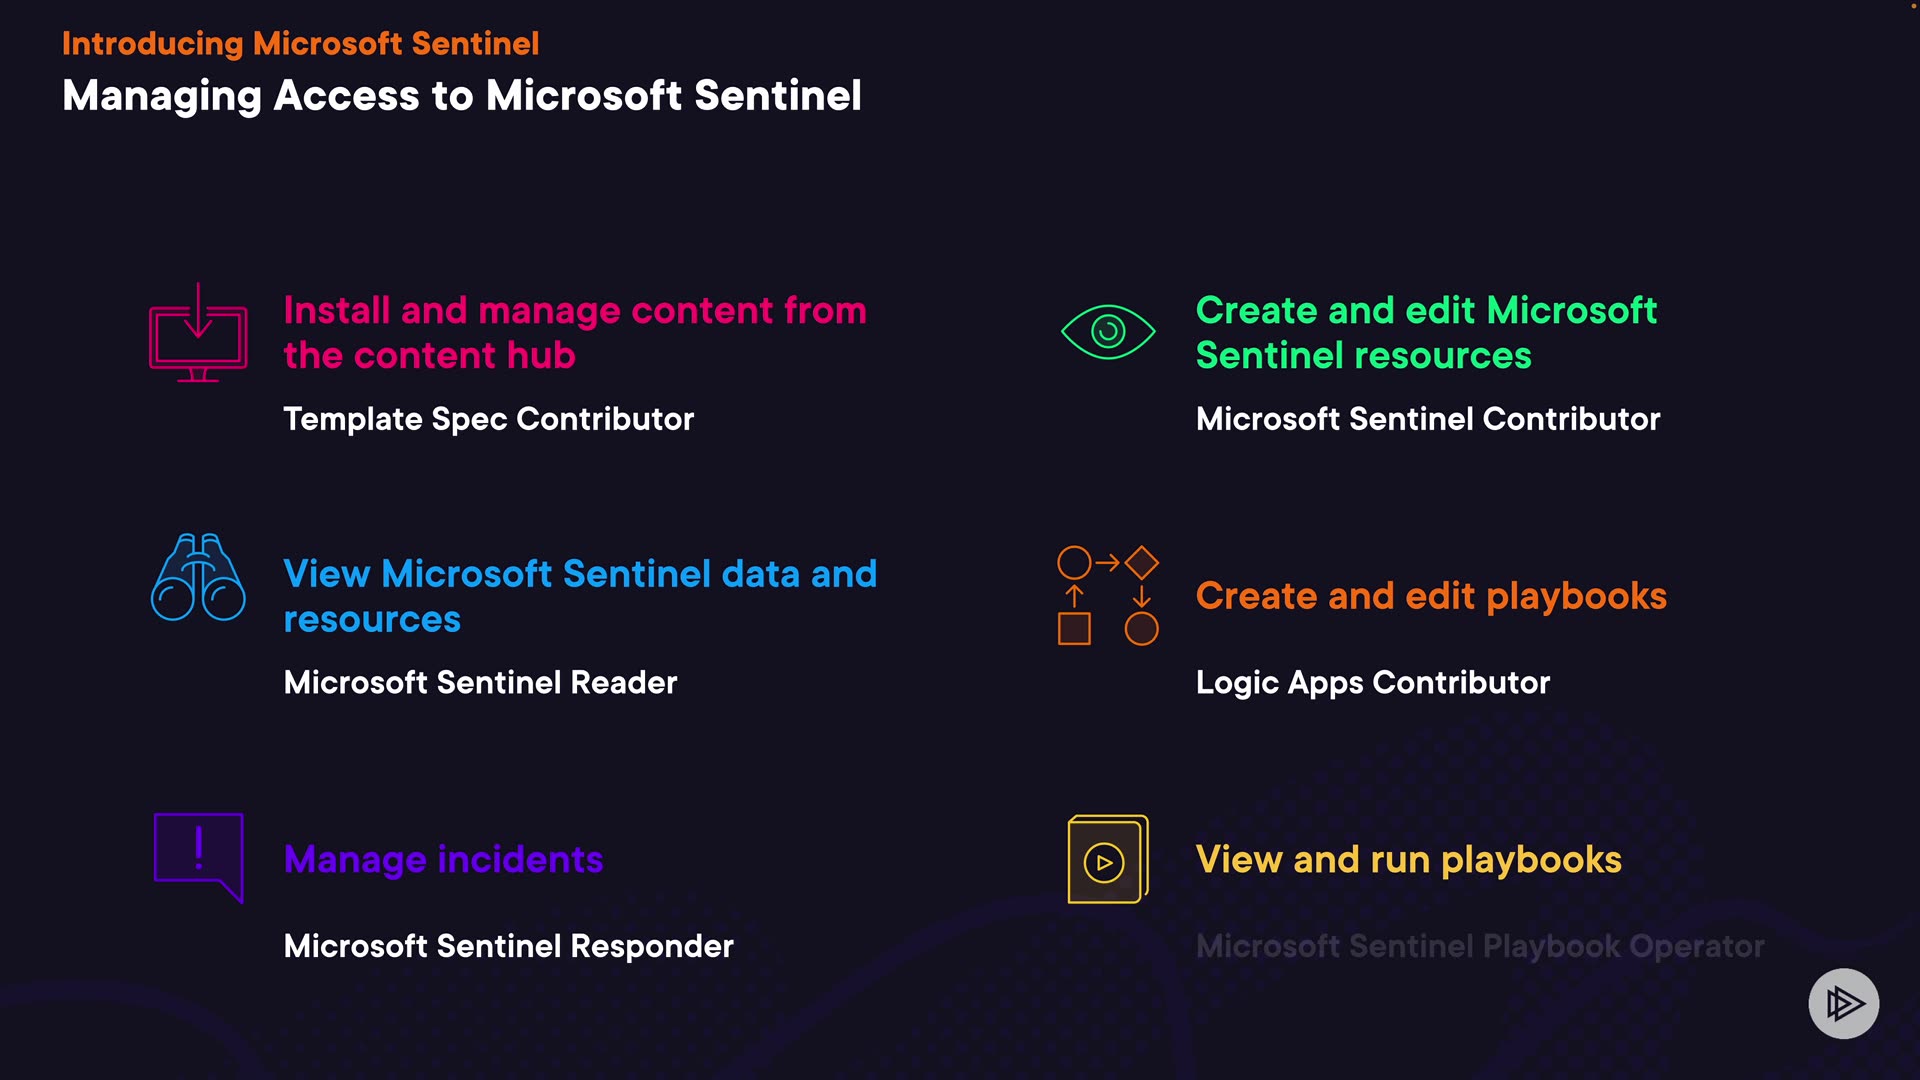 Introducing Microsoft Sentinel
Managing Access to Microsoft Sentinel
Install and manage content from
the content hub
Template Spec Contributor
Create and edit Microsoft
Sentinel resources
Microsoft Sentinel Contributor
View Microsoft Sentinel data and
resources
Microsoft Sentinel Reader
Create and edit playbooks
Logic Apps Contributor
Manage incidents
Microsoft Sentinel Responder
View and run playbooks
Microsoft Sentinel Playbook Operator